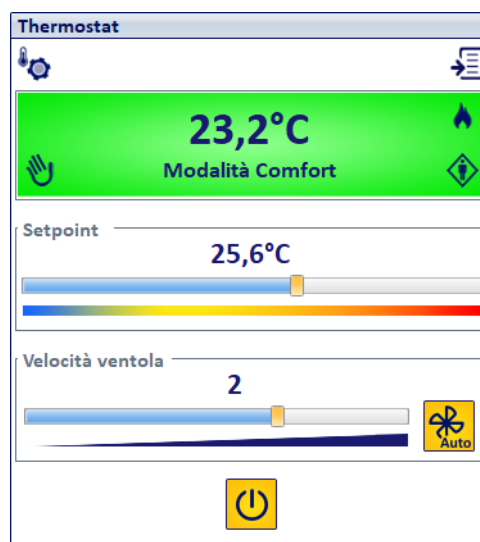 Thermostat
23,2°C
Modalità Comfort
Setpoint
25,6°C
Velocità ventola
2
Auto